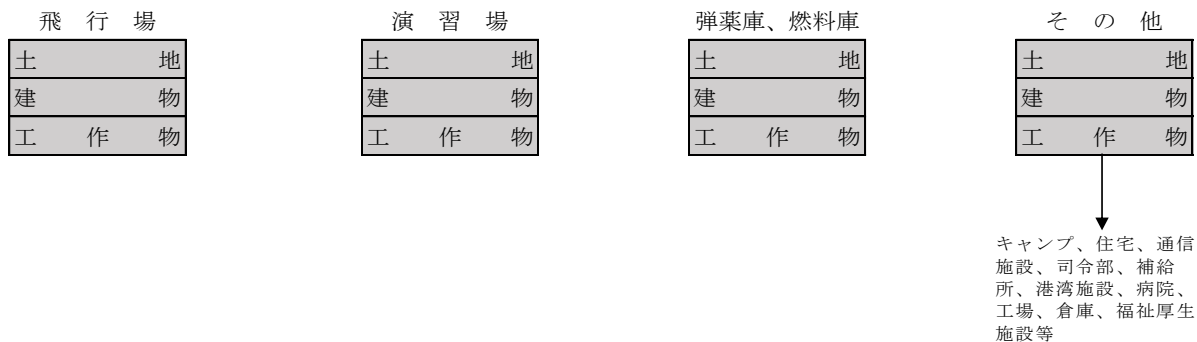 飛行場
土地
建物
工作物
演習場
土地
建物
工作物
弾薬庫、燃料庫
土地
建物
工作物
その他
土地
建物
工作物
キャンプ、住宅、通信
施設、司令部、補給
所、港湾施設、病院、
工場、倉庫、福祉厚生
施設等